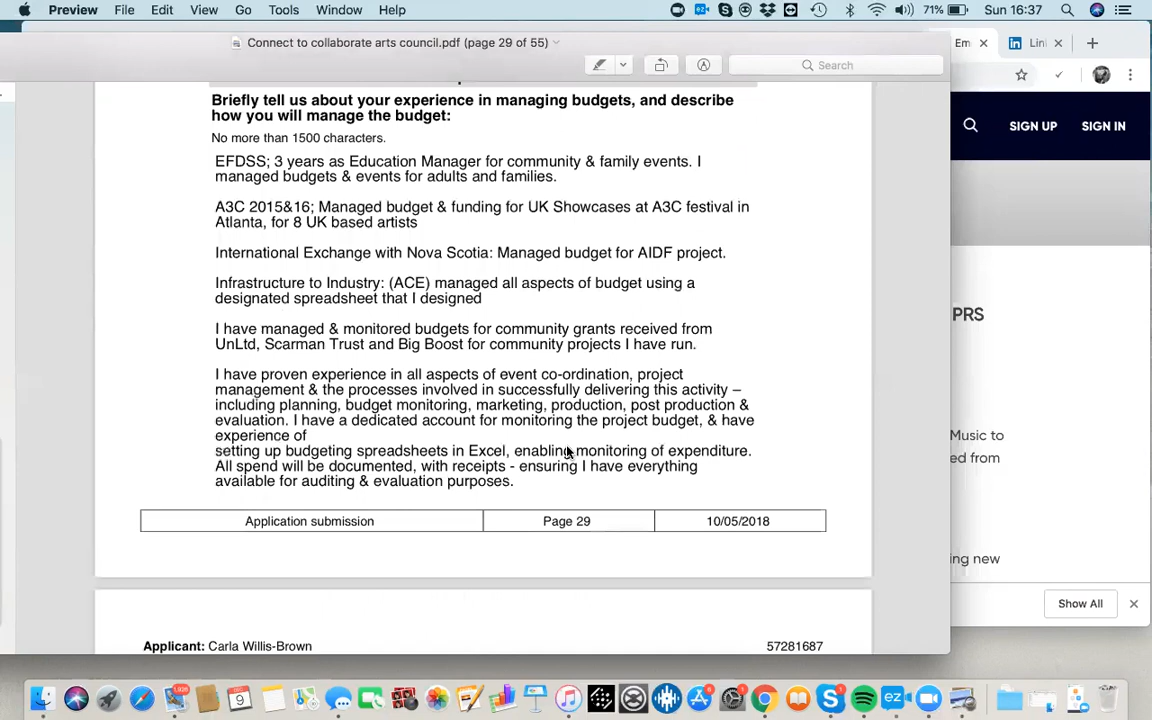 Preview File Edit View Go Tools Window Help 71% Sun 16:37
Connect to collaborate arts council.pdf (page 29 of 55)
Search
Briefly tell us about your experience in managing budgets, and describe
how you will manage the budget:
No more than 1500 characters.
EFDSS; 3 years as Education Manager for community & family events. I
managed budgets & events for adults and families.
A3C 2015&16; Managed budget & funding for UK Showcases at A3C festival in
Atlanta, for 8 UK based artists
International Exchange with Nova Scotia: Managed budget for AIDF project.
Infrastructure to Industry: (ACE) managed all aspects of budget using a
designated spreadsheet that I designed
I have managed & monitored budgets for community grants received from
UnLtd, Scarman Trust and Big Boost for community projects I have run.
I have proven experience in all aspects of event co-ordination, project
management & the processes involved in successfully delivering this activity –
including planning, budget monitoring, marketing, production, post production &
evaluation. I have a dedicated account for monitoring the project budget, & have
experience of
setting up budgeting spreadsheets in Excel, enabling monitoring of expenditure.
All spend will be documented, with receipts - ensuring I have everything
available for auditing & evaluation purposes.
Application submission Page 29 10/05/2018
Applicant: Carla Willis-Brown 57281687
Em
Lin
SIGN UP SIGN IN
PRS
Music to
ed from
ing new
Show All
9